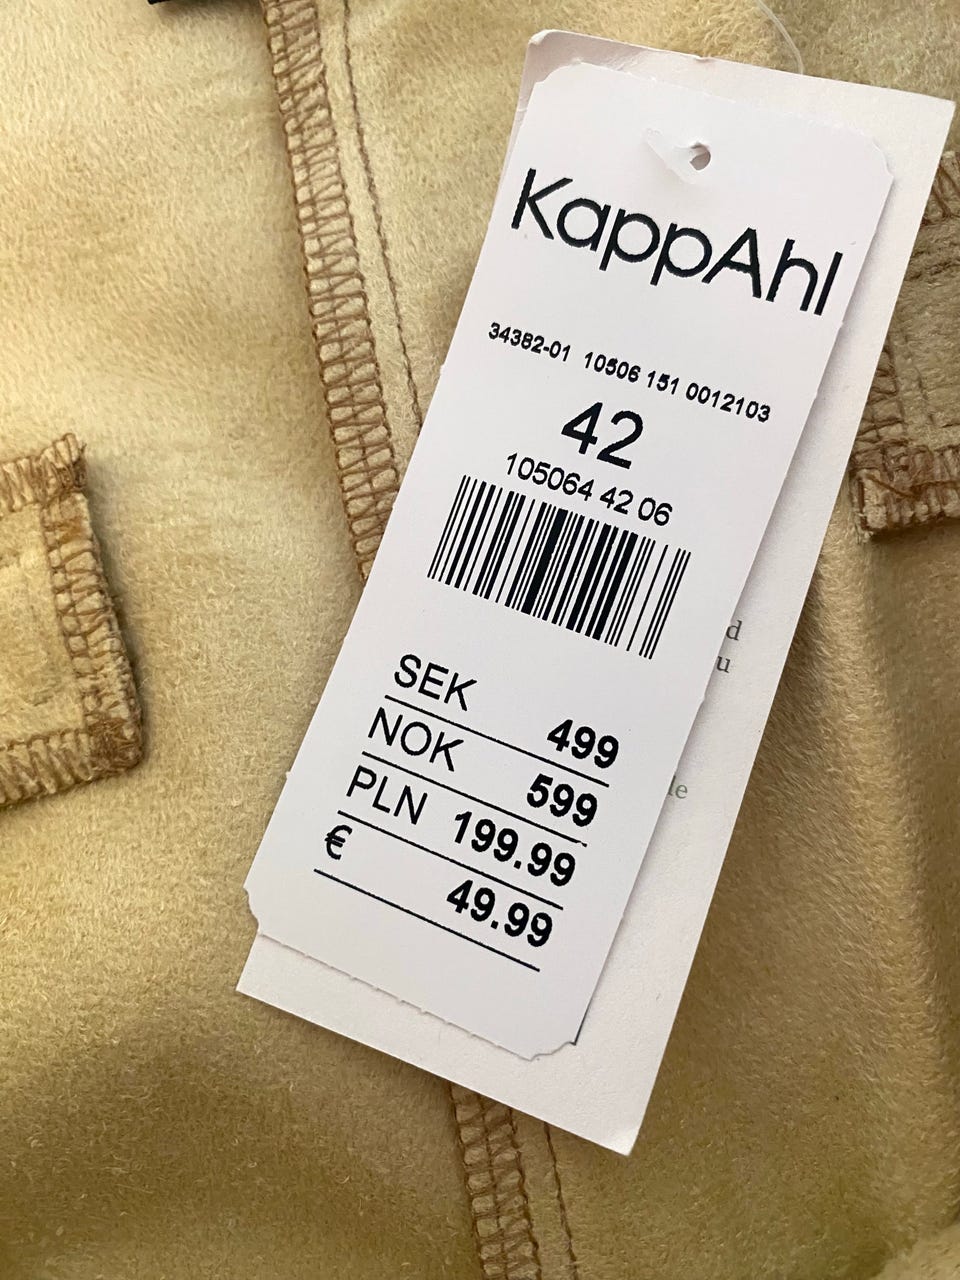 KappAhl
34382-01 10506 151 0012103
42
105064 42 06
SEK 499
NOK 599
PLN 199.99
€ 49.99
d
u
le